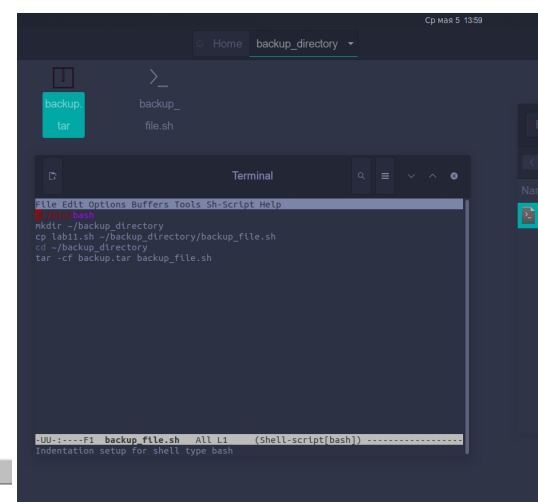 Ср мая 5 13:59
Home backup_directory
backup.
tar
backup_
file.sh
Terminal
File Edit Options Buffers Tools Sh-Script Help
bash
mkdir ~/backup_directory
cp lab11.sh ~/backup_directory/backup_file.sh
cd ~/backup_directory
tar -cf backup.tar backup_file.sh
-UU-:----F1 backup_file.sh All L1 (Shell-script[bash]) ------------------
Indentation setup for shell type bash